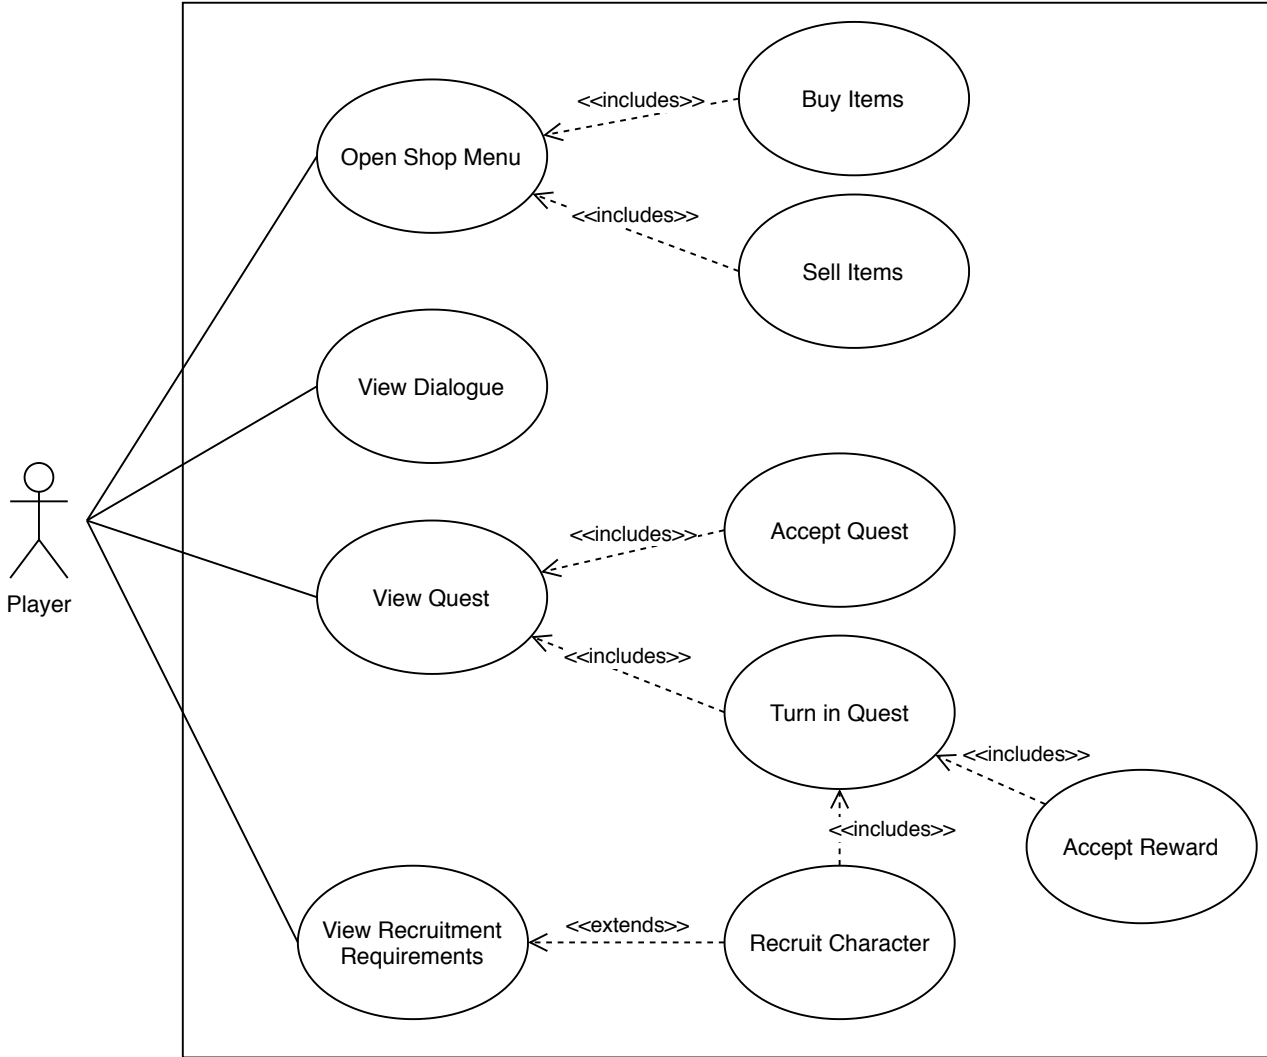 <<includes>>
Buy Items
Open Shop Menu
<<includes>>
Sell Items
View Dialogue
<<includes>>
Accept Quest
Player
View Quest
<<includes>>
Turn in Quest
<<includes>>
<<includes>>
Accept Reward
View Recruitment
Requirements
<<extends>>
Recruit Character